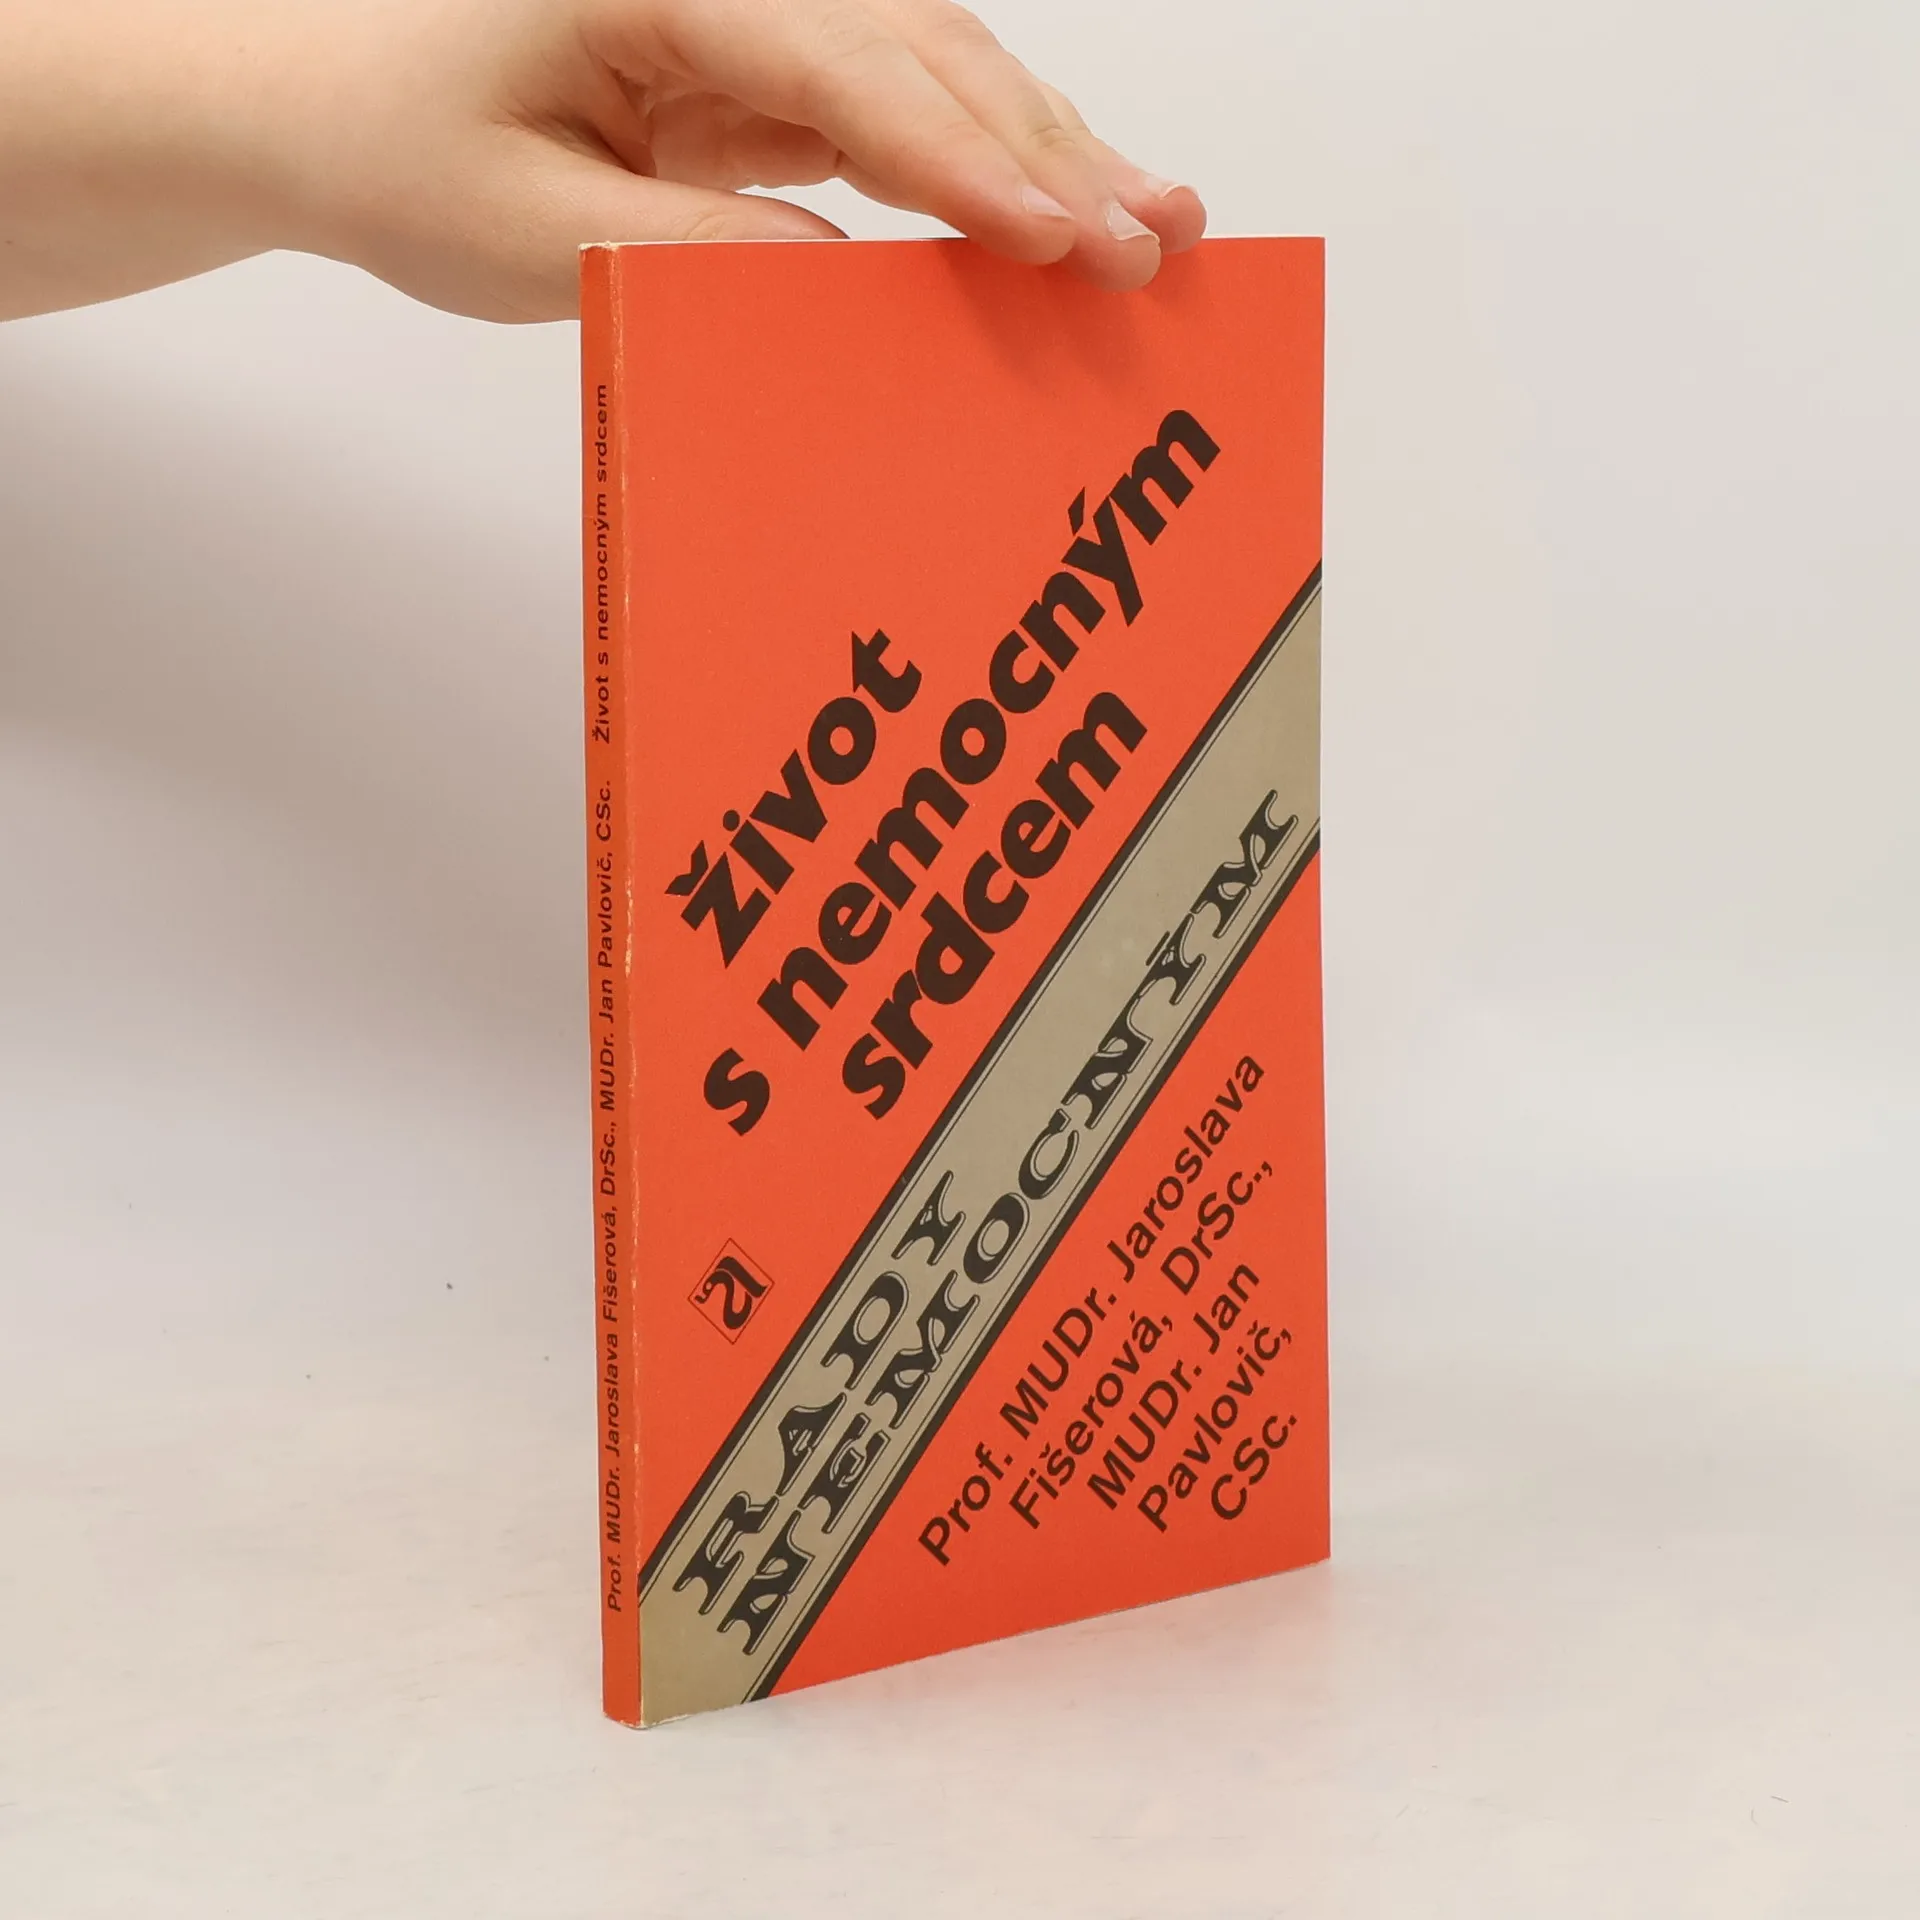 Prof. MUDr. Jaroslava Fišerová, DrSc., MUDr. Jan Pavlovič, CSc. Život s nemocným srdcem
Život
s nemocným
srdcem
RADY
NEMOCNÝM
Prof. MUDr. Jaroslava
Fišerová, DrSc.,
MUDr. Jan
Pavlovič,
CSc.